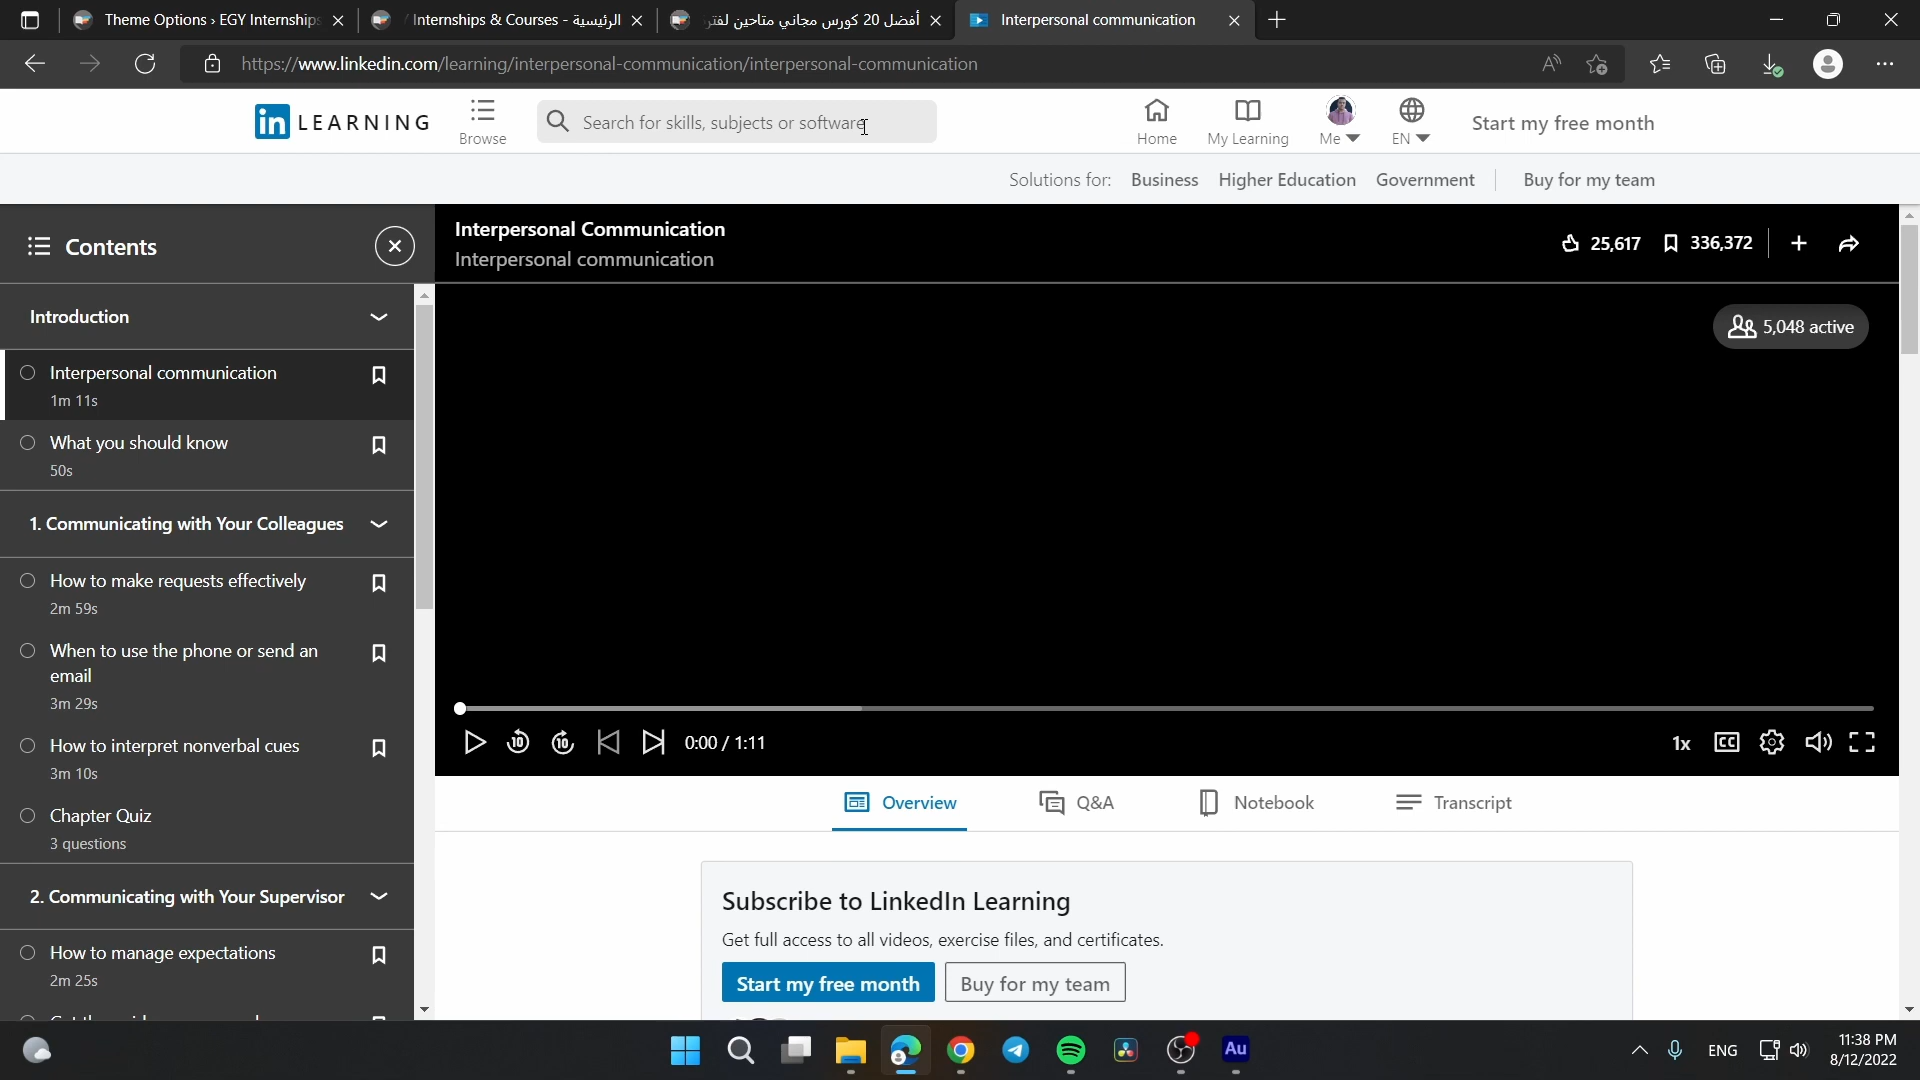 Theme Options › EGY Internships
Internships & Courses - الرئيسية
أفضل 20 كورس مجاني متاحين لفتر
Interpersonal communication
https://www.linkedin.com/learning/interpersonal-communication/interpersonal-communication
in LEARNING
Browse
Search for skills, subjects or software
Home
My Learning
Me
EN
Start my free month
Solutions for: Business Higher Education Government Buy for my team
Contents
Interpersonal Communication
Interpersonal communication
25,617
336,372
5,048 active
Introduction
Interpersonal communication
1m 11s
What you should know
50s
1. Communicating with Your Colleagues
How to make requests effectively
2m 59s
When to use the phone or send an
email
3m 29s
How to interpret nonverbal cues
3m 10s
Chapter Quiz
3 questions
2. Communicating with Your Supervisor
How to manage expectations
2m 25s
10 10 0:00 / 1:11
1x CC
Overview Q&A Notebook Transcript
Subscribe to LinkedIn Learning
Get full access to all videos, exercise files, and certificates.
Start my free month
Buy for my team
Au
ENG
11:38 PM
8/12/2022